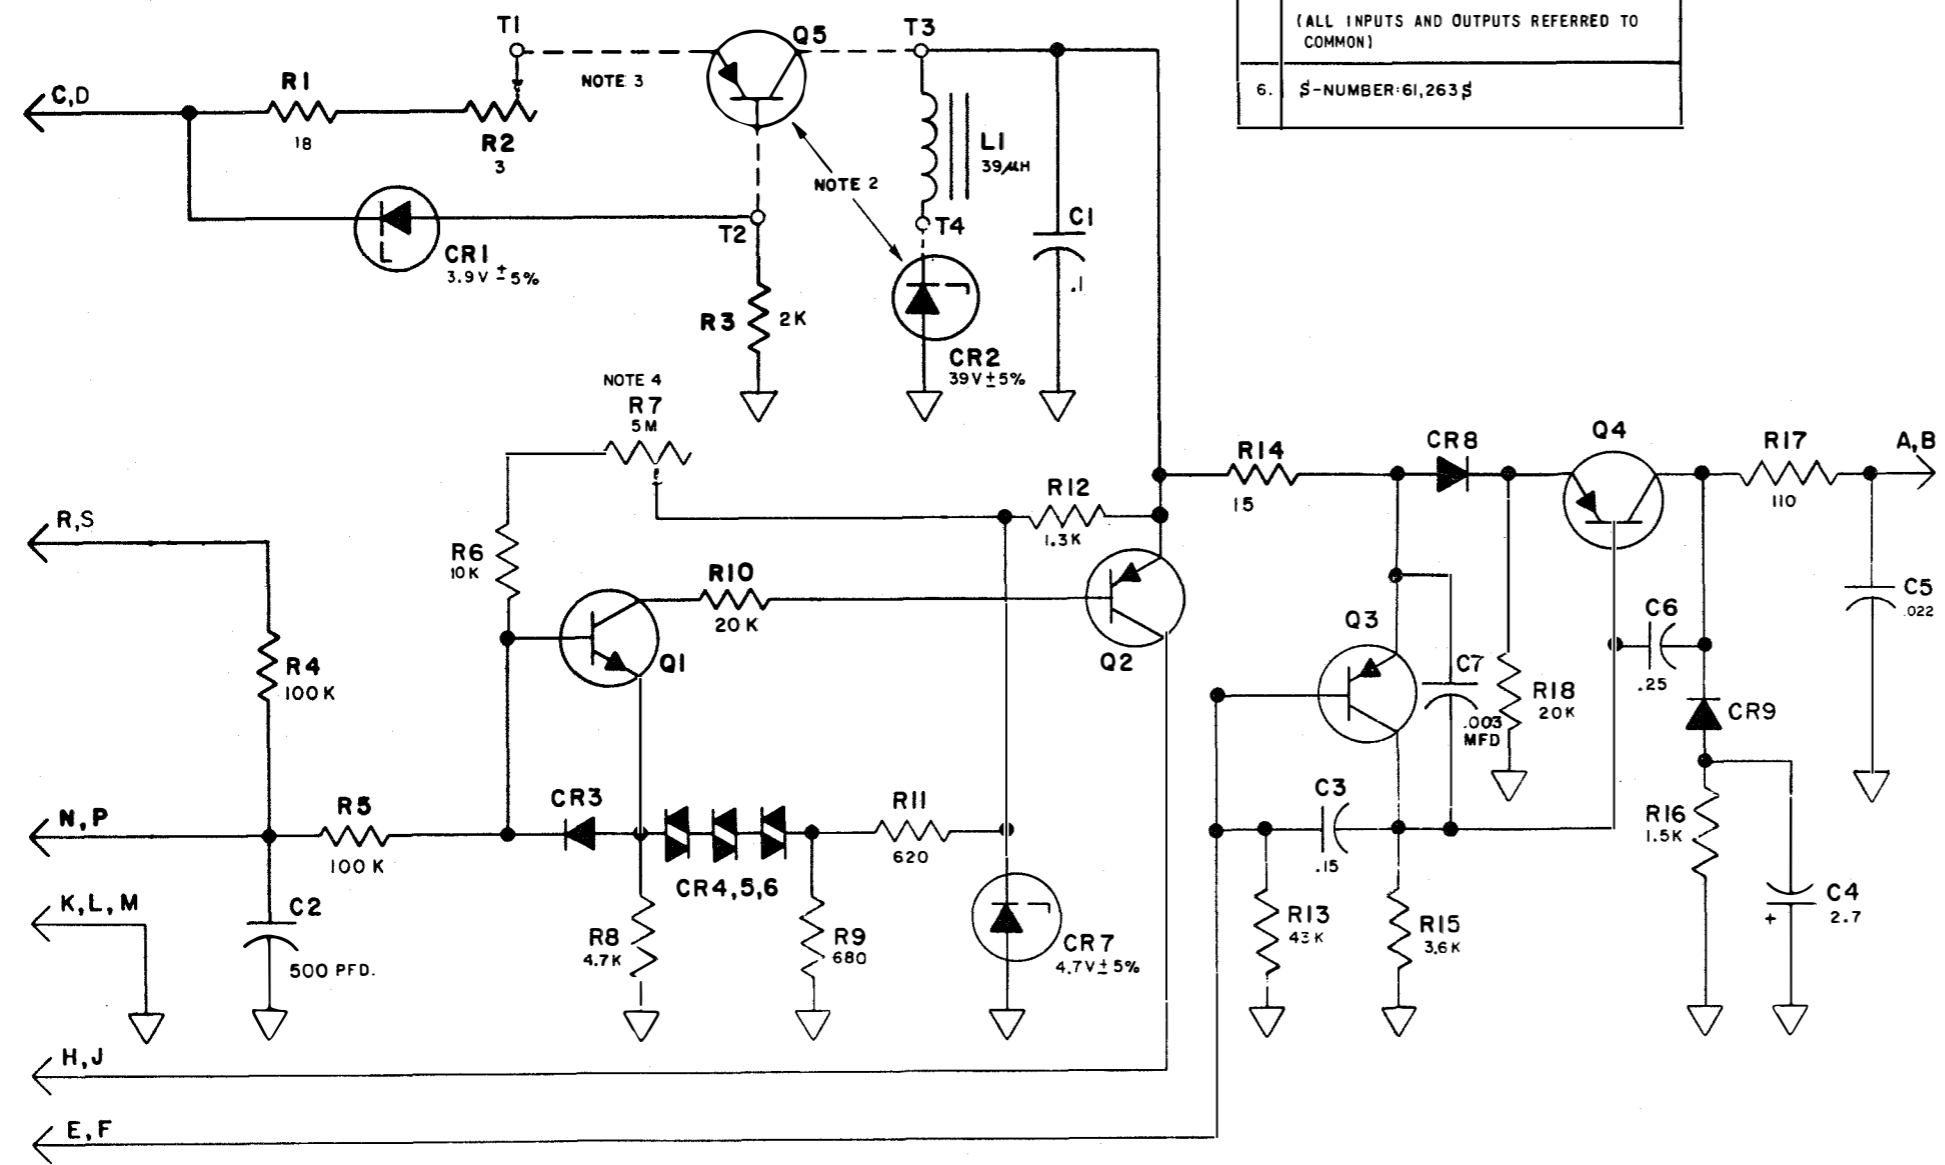 (ALL INPUTS AND OUTPUTS REFERRED TO
COMMON)
6. $-NUMBER:61,263$
T1
Q5
T3
C,D
R1
18
R2
3
NOTE 3
L1
39µH
NOTE 2
T2
T4
C1
.1
CR1
3.9V ±5%
R3
2K
CR2
39V±5%
NOTE 4
R7
5M
R14
15
CR8
Q4
R17
110
A,B
R12
1.3K
R,S
R6
10K
R10
20K
Q1
Q2
Q3
C6
.25
C5
.022
R4
100K
C7
.003
MFD
R18
20K
CR9
N,P
R5
100K
CR3
CR4,5,6
R11
620
C3
.15
R16
1.5K
K,L,M
C2
500 PFD.
R8
4.7K
R9
680
CR7
4.7V±5%
R13
43K
R15
3.6K
C4
+ 2.7
H,J
E,F